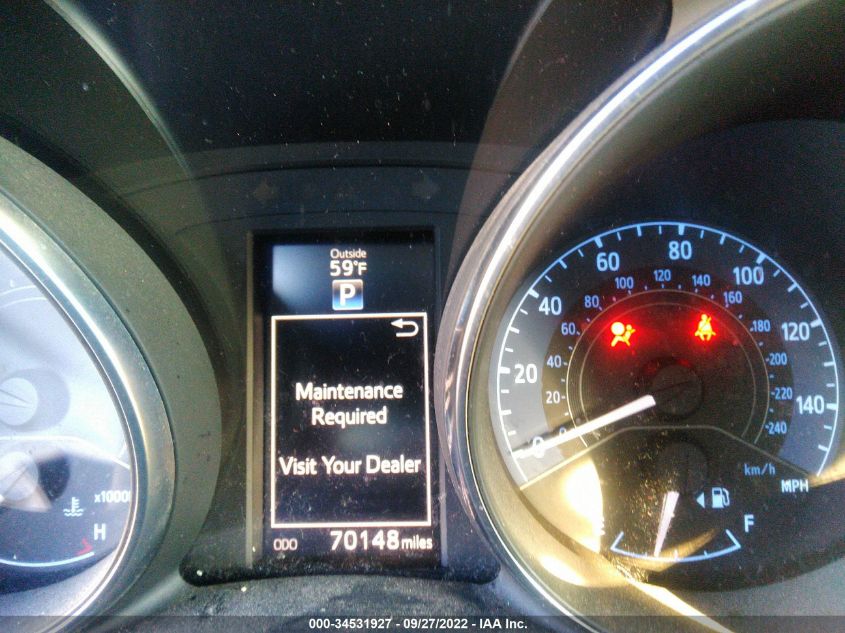 Outside
59°F
P
Maintenance
Required
Visit Your Dealer
ODO 70148 miles
x1000
H
0 20 40 60 80 100 120 140
0 20 40 60 80 100 120 140 160 180 200 220 240
km/h
MPH
F
000-34531927 - 09/27/2022 - IAA Inc.